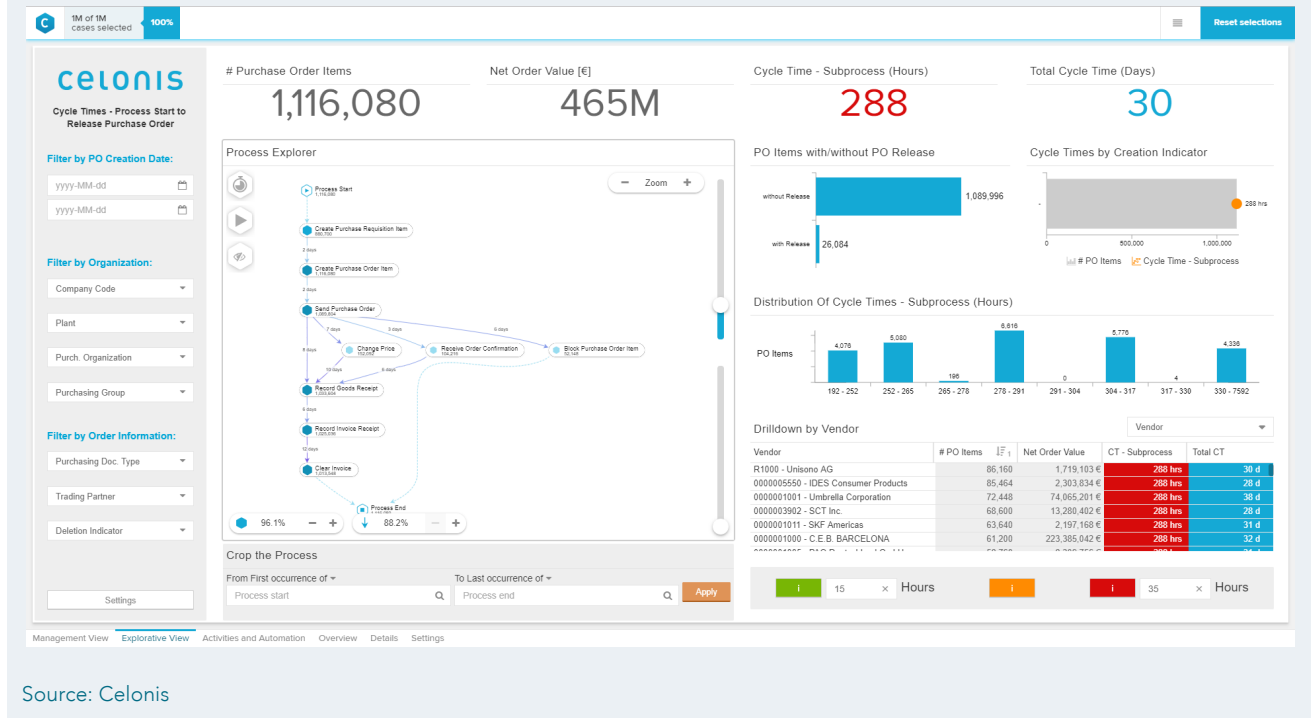 1M of 1M
cases selected
100%
Reset selections
celonis
Cycle Times - Process Start to
Release Purchase Order
Filter by PO Creation Date:
yyyy-MM-dd
yyyy-MM-dd
Filter by Organization:
Company Code
Plant
Purch. Organization
Purchasing Group
Filter by Order Information:
Purchasing Doc. Type
Trading Partner
Deletion Indicator
Settings
# Purchase Order Items
1,116,080
Net Order Value [€]
465M
Cycle Time - Subprocess (Hours)
288
Total Cycle Time (Days)
30
Process Explorer
Zoom
Process Start
1,116,080
Create Purchase Requisition Item
2 days
Create Purchase Order Item
1,116,080
2 days
Send Purchase Order
7 days
3 days
6 days
Change Price
Receive Order Confirmation
Block Purchase Order Item
8 days
10 days
Record Goods Receipt
Record Invoice Receipt
12 days
Clear Invoice
Process End
96.1%
88.2%
Crop the Process
From First occurrence of
To Last occurrence of
Process start
Process end
Apply
PO Items with/without PO Release
without Release
1,089,996
with Release
26,084
Cycle Times by Creation Indicator
-
288 hrs
0 500,000 1,000,000
# PO Items Cycle Time - Subprocess
Distribution Of Cycle Times - Subprocess (Hours)
PO Items
4,076 5,080 196 6,616 0 5,776 4 4,336
192 - 252 252 - 265 265 - 278 278 - 291 291 - 304 304 - 317 317 - 330 330 - 7592
Drilldown by Vendor
Vendor
Vendor # PO Items 1 Net Order Value CT - Subprocess Total CT
R1000 - Unisono AG 86,160 1,719,103 € 288 hrs 30 d
0000005550 - IDES Consumer Products 85,464 2,303,834 € 288 hrs 28 d
0000001001 - Umbrella Corporation 72,448 74,065,201 € 288 hrs 38 d
0000003902 - SCT Inc. 68,600 13,280,402 € 288 hrs 28 d
0000001011 - SKF Americas 63,640 2,197,168 € 288 hrs 31 d
0000001000 - C.E.B. BARCELONA 61,200 223,385,042 € 288 hrs 32 d
i 15 × Hours i i 35 × Hours
Management View Explorative View Activities and Automation Overview Details Settings
Source: Celonis